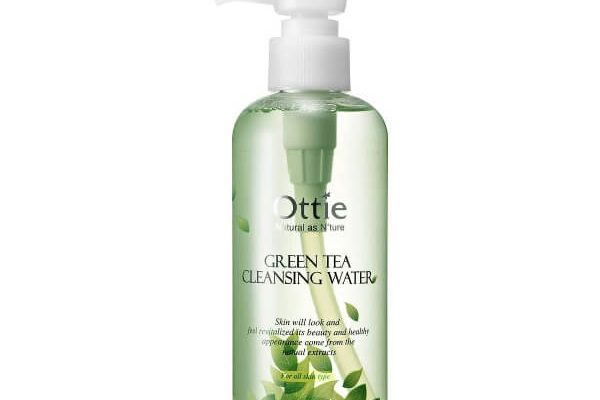 Ottie
Natural as N'ture
GREEN TEA
CLEANSING WATER
Skin will look and
feel revitalized its beauty and healthy
appearance come from the
natural extracts
For all skin type